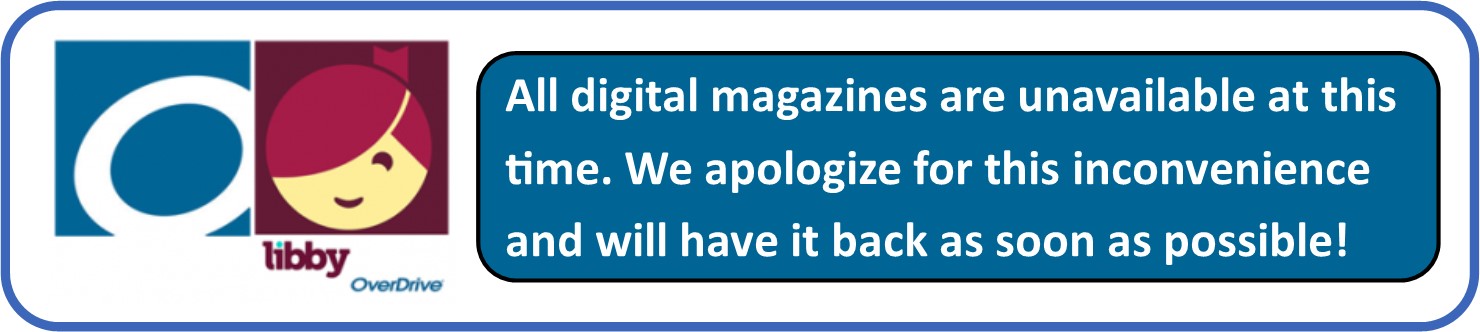 All digital magazines are unavailable at this
time. We apologize for this inconvenience
and will have it back as soon as possible!
libby
OverDrive